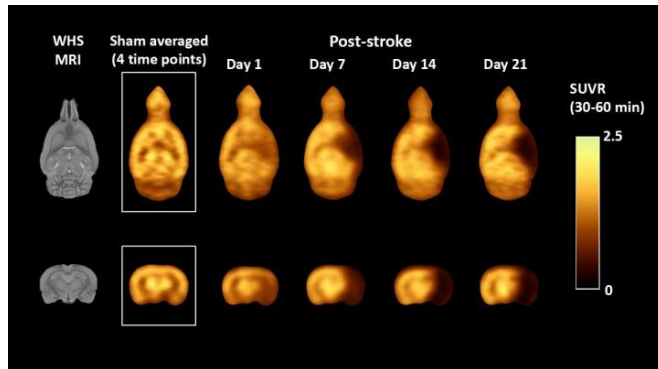 WHS
MRI
Sham averaged
(4 time points)
Post-stroke
Day 1
Day 7
Day 14
Day 21
SUVR
(30-60 min)
2.5
0